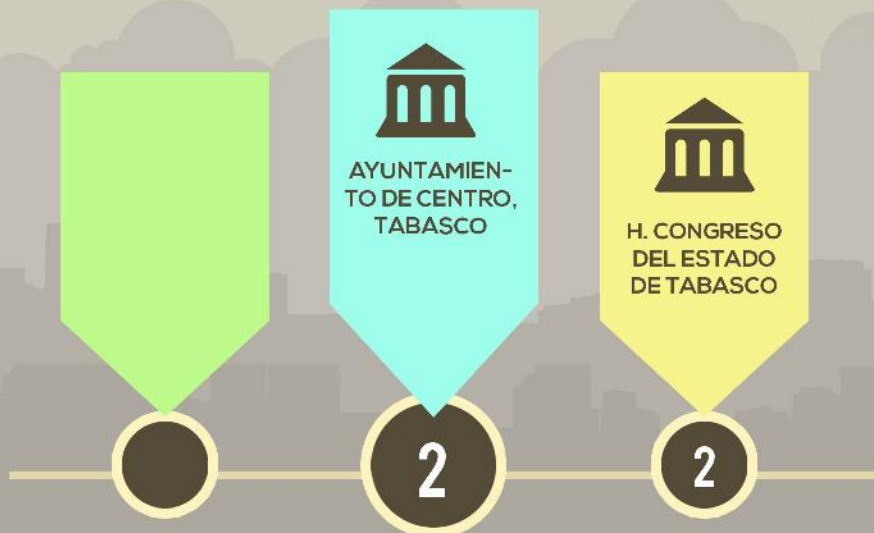 AYUNTAMIEN-
TO DE CENTRO,
TABASCO
2
H. CONGRESO
DEL ESTADO
DE TABASCO
2